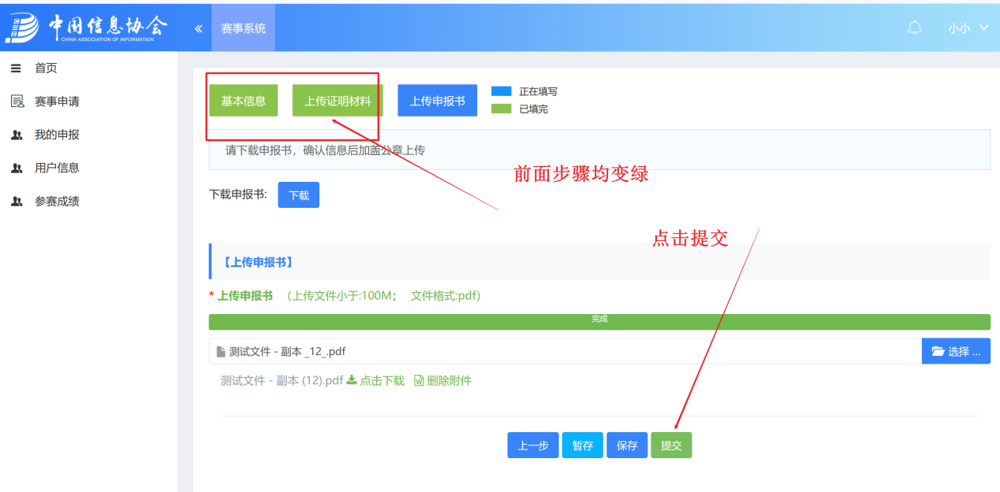 中国信息协会
CHINA ASSOCIATION OF INFORMATION
«
赛事系统
小小
首页
赛事申请
我的申报
用户信息
参赛成绩
基本信息
上传证明材料
上传申报书
正在填写
已填完
请下载申报书，确认信息后加盖公章上传
前面步骤均变绿
下载申报书:
下载
点击提交
【上传申报书】
* 上传申报书 （上传文件小于:100M； 文件格式:pdf）
完成
测试文件 - 副本 _12_.pdf
选择 ...
测试文件 - 副本 (12).pdf 点击下载 删除附件
上一步
暂存
保存
提交